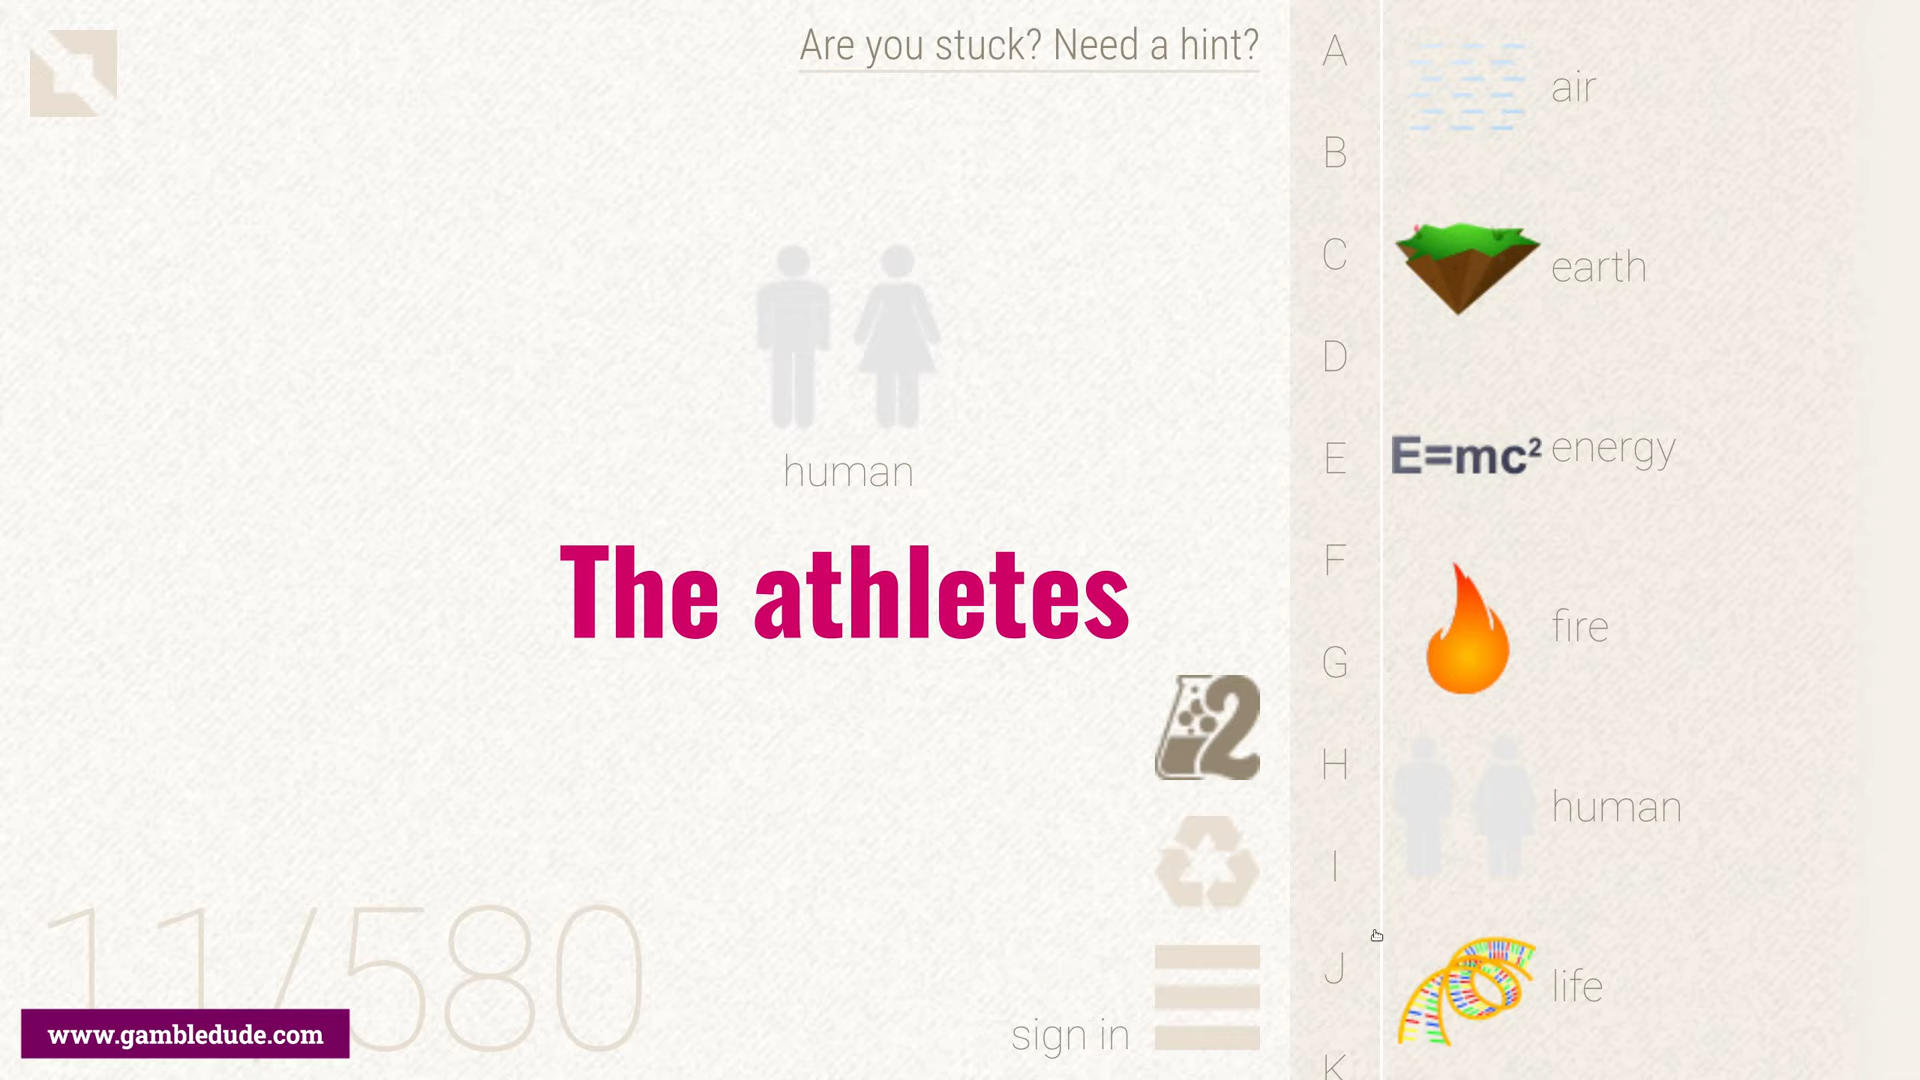 Are you stuck? Need a hint?
human
The athletes
2
11/580
www.gambledude.com
sign in
A
B
C
D
E
F
G
H
I
J
K
air
earth
E=mc² energy
fire
human
life